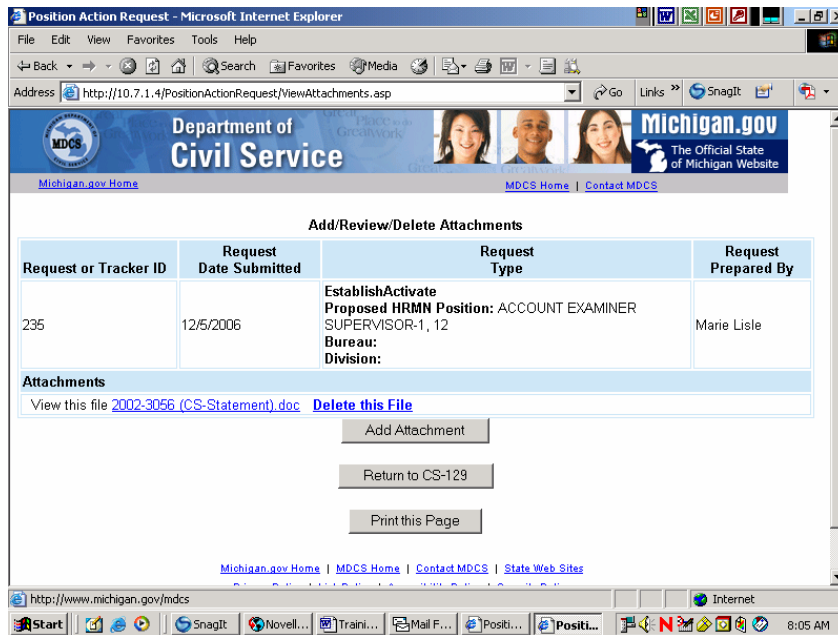 Position Action Request - Microsoft Internet Explorer
File Edit View Favorites Tools Help
Back Search Favorites Media
Address http://10.7.1.4/PositionActionRequest/ViewAttachments.asp Go Links » SnagIt
MDCS
Department of
Civil Service
Michigan.gov
The Official State
of Michigan Website
Michigan.gov Home
MDCS Home | Contact MDCS
Add/Review/Delete Attachments
Request or Tracker ID
Request
Date Submitted
Request
Type
Request
Prepared By
235
12/5/2006
EstablishActivate
Proposed HRMN Position: ACCOUNT EXAMINER
SUPERVISOR-1, 12
Bureau:
Division:
Marie Lisle
Attachments
View this file 2002-3056 (CS-Statement).doc Delete this File
Add Attachment
Return to CS-129
Print this Page
Michigan.gov Home | MDCS Home | Contact MDCS | State Web Sites
http://www.michigan.gov/mdcs Internet
Start SnagIt Novell... Traini... Mail F... Positi... Positi... 8:05 AM